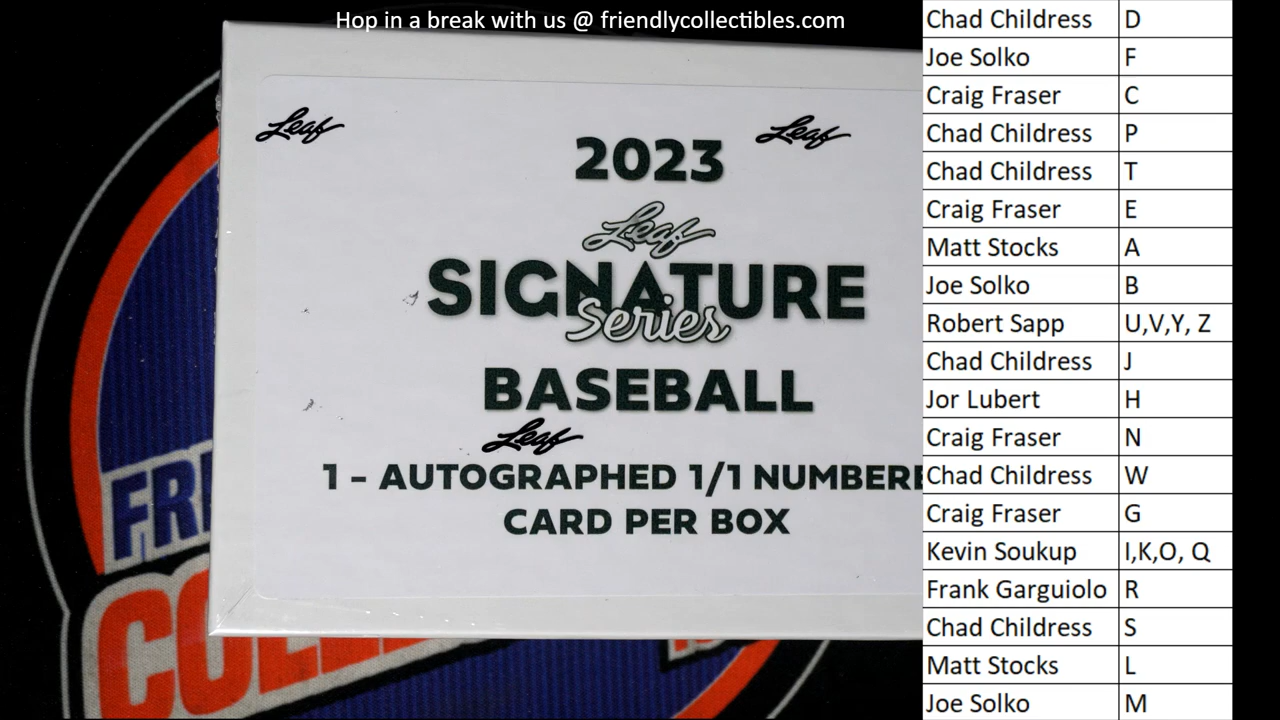 Hop in a break with us @ friendlycollectibles.com
Leaf
Leaf
2023
Leaf
SIGNATURE
Series
BASEBALL
Leaf
1 - AUTOGRAPHED 1/1 NUMBERE
CARD PER BOX
FRI
Chad Childress D
Joe Solko F
Craig Fraser C
Chad Childress P
Chad Childress T
Craig Fraser E
Matt Stocks A
Joe Solko B
Robert Sapp U,V,Y, Z
Chad Childress J
Jor Lubert H
Craig Fraser N
Chad Childress W
Craig Fraser G
Kevin Soukup I,K,O, Q
Frank Garguiolo R
Chad Childress S
Matt Stocks L
Joe Solko M